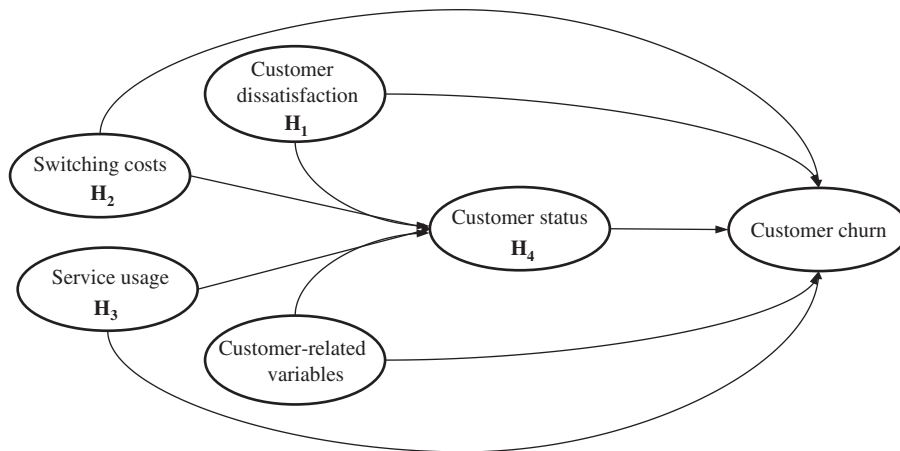 Customer
dissatisfaction
H1
Switching costs
H2
Customer status
H4
Customer churn
Service usage
H3
Customer-related
variables